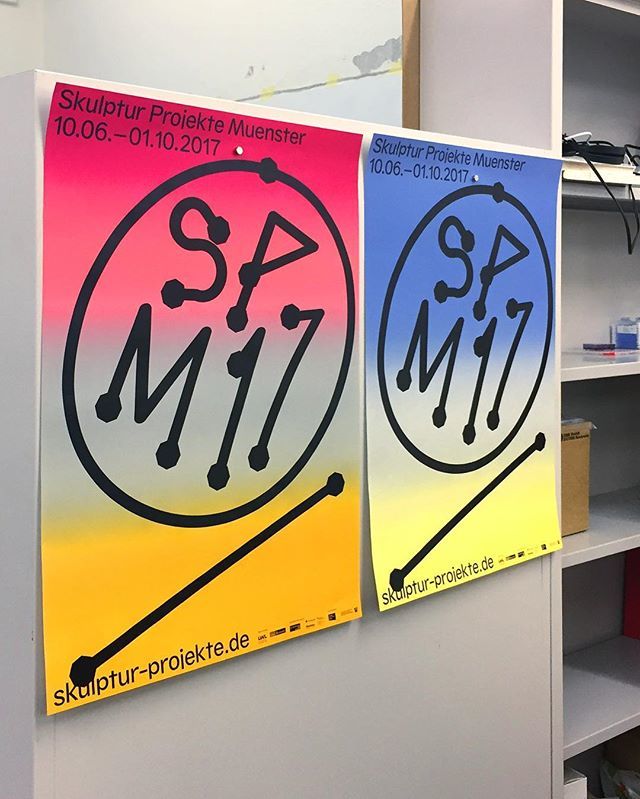 Skulptur Projekte Muenster
10.06.–01.10.2017
SP
M17
skulptur-projekte.de
Skulptur Projekte Muenster
10.06.–01.10.2017
SP
M17
skulptur-projekte.de